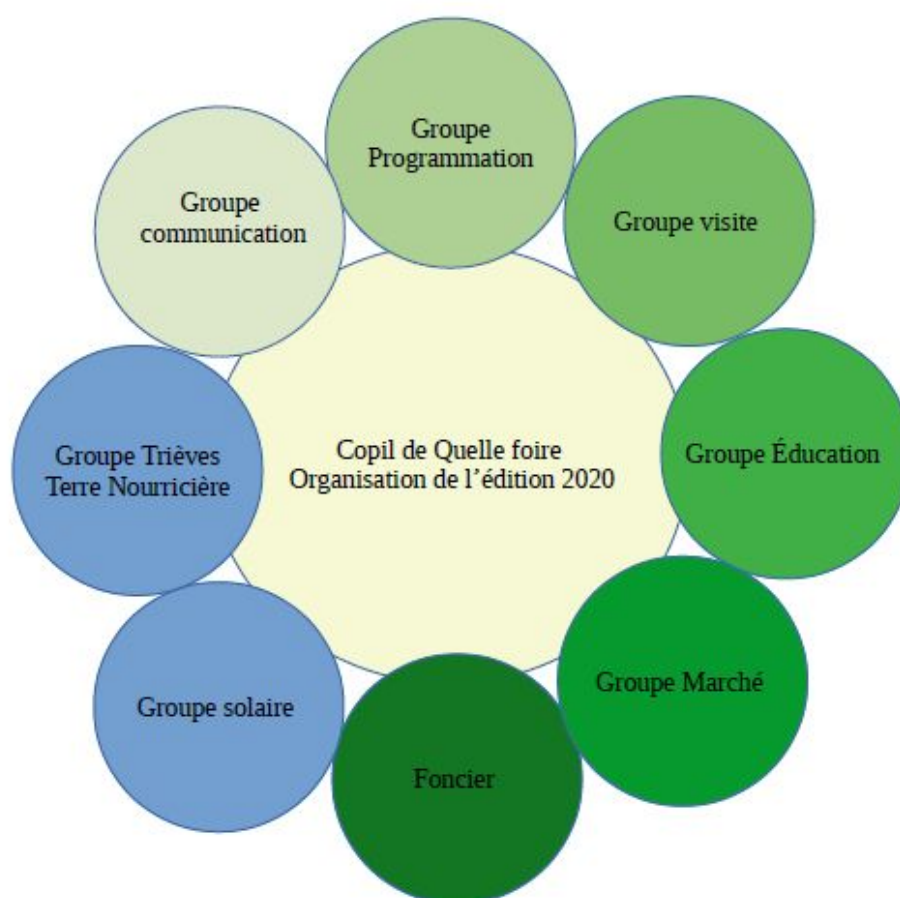 Groupe
Programmation
Groupe visite
Groupe Éducation
Groupe Marché
Foncier
Groupe solaire
Groupe Trièves
Terre Nourricière
Groupe
communication
Copil de Quelle foire
Organisation de l’édition 2020